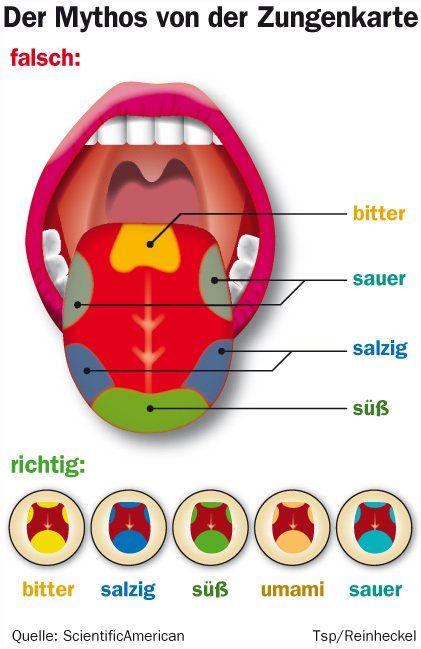 Der Mythos von der Zungenkarte
falsch:
bitter
sauer
salzig
süß
richtig:
bitter salzig süß umami sauer
Quelle: ScientificAmerican Tsp/Reinheckel